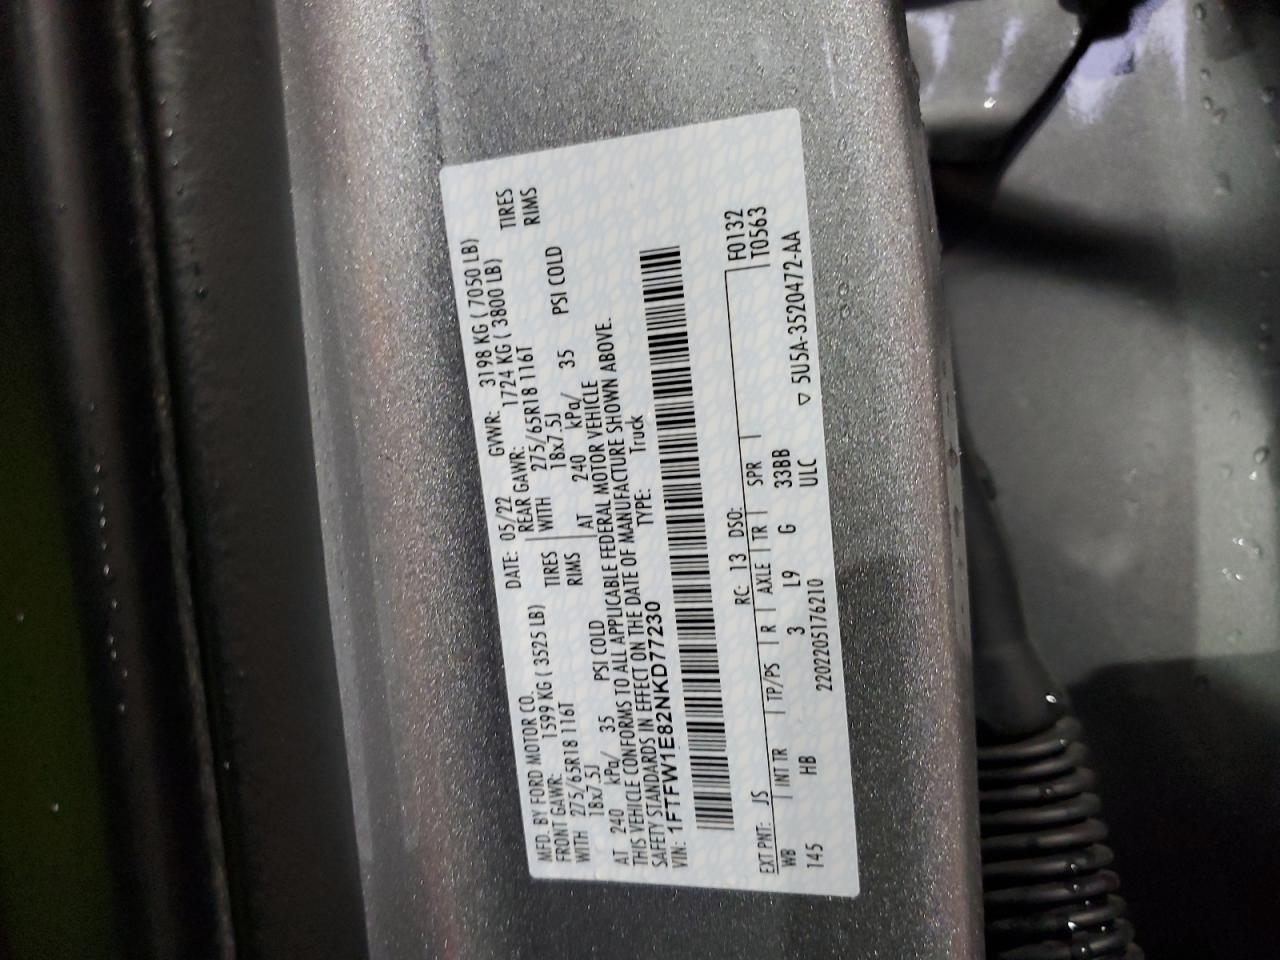 MFD. BY FORD MOTOR CO. DATE: 05/22 GVWR: 3198 KG ( 7050 LB)
FRONT GAWR: 1599 KG ( 3525 LB) REAR GAWR: 1724 KG ( 3800 LB)
WITH 275/65R18 116T TIRES WITH 275/65R18 116T TIRES
18x7.5J RIMS 18x7.5J RIMS
AT 240 kPa/ 35 PSI COLD AT 240 kPa/ 35 PSI COLD
THIS VEHICLE CONFORMS TO ALL APPLICABLE FEDERAL MOTOR VEHICLE
SAFETY STANDARDS IN EFFECT ON THE DATE OF MANUFACTURE SHOWN ABOVE.
VIN: 1FTFW1E82NKD77230 TYPE: Truck
EXT PNT: JS RC: 13 DSO: F0132
WB INT TR TP/PS R AXLE TR SPR T0563
145 HB 3 L9 G 33BB
2202205176210 ULC ▽ 5U5A-3520472-AA